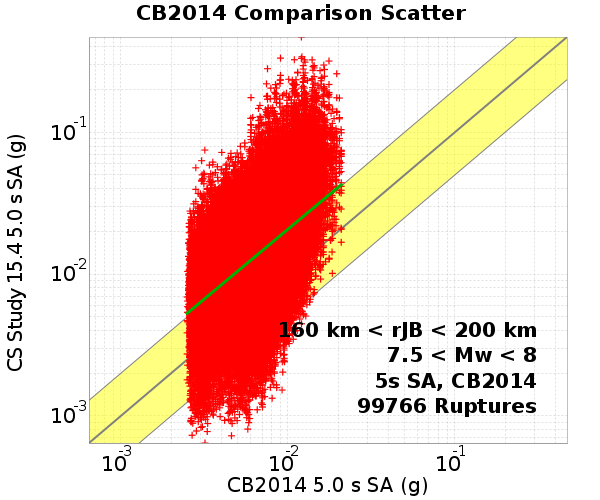 CB2014 Comparison Scatter
CS Study 15.4 5.0 s SA (g)
10-1
10-2
10-3
160 km < rJB < 200 km
7.5 < Mw < 8
5s SA, CB2014
99766 Ruptures
10-3 10-2 10-1
CB2014 5.0 s SA (g)